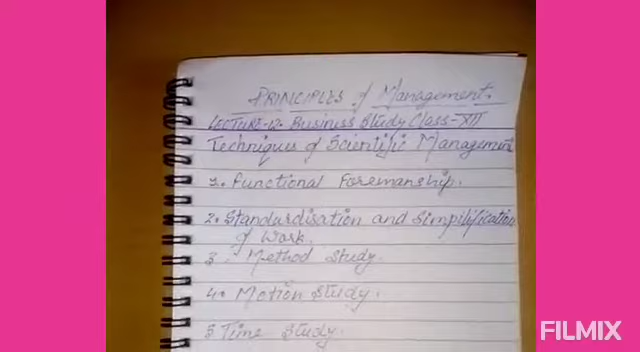 PRINCIPLES of Management.
LECTURE-12. Business Study Class-XII
Techniques of Scientific Management
1. Functional Foremanship.
2. Standardisation and Simplification
of Work.
3. Method Study.
4. Motion Study.
5 Time Study.
FILMIX